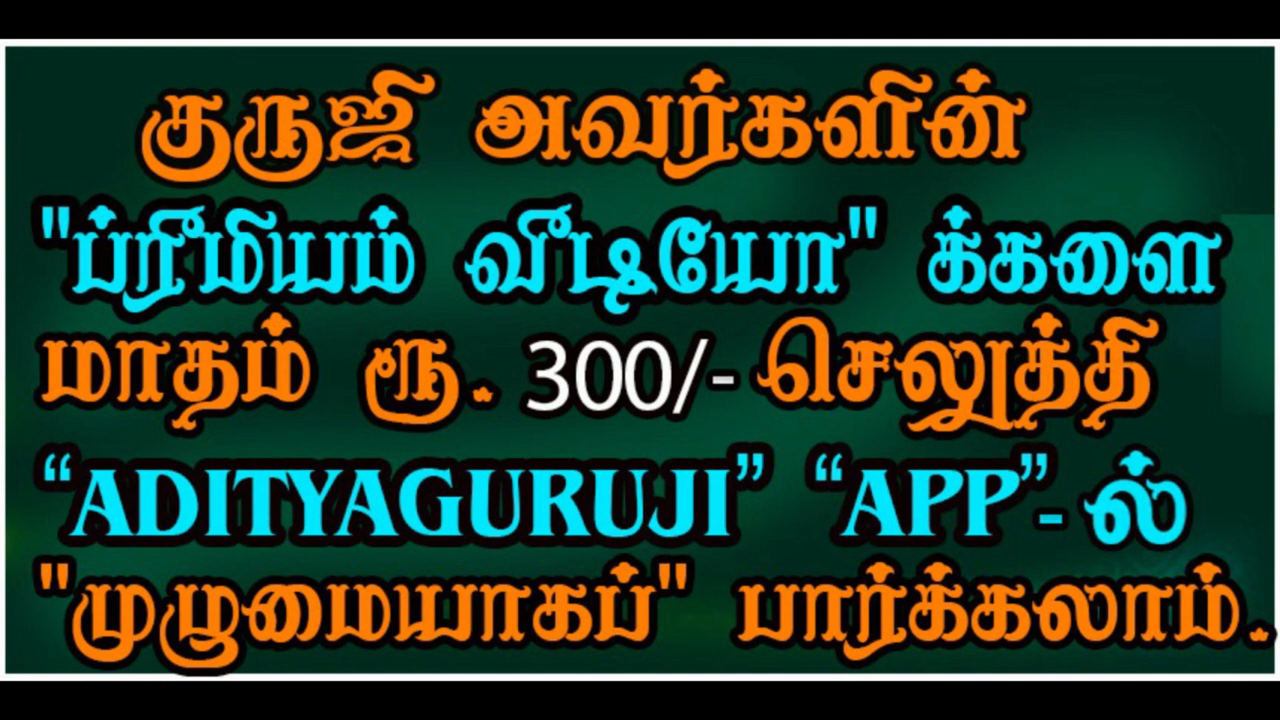 குருஜி அவர்களின்
"ப்ரீமியம் வீடியோ" க்களை
மாதம் ரூ. 300/- செலுத்தி
“ADITYAGURUJI” “APP”- ல்
"முழுமையாகப்" பார்க்கலாம்.